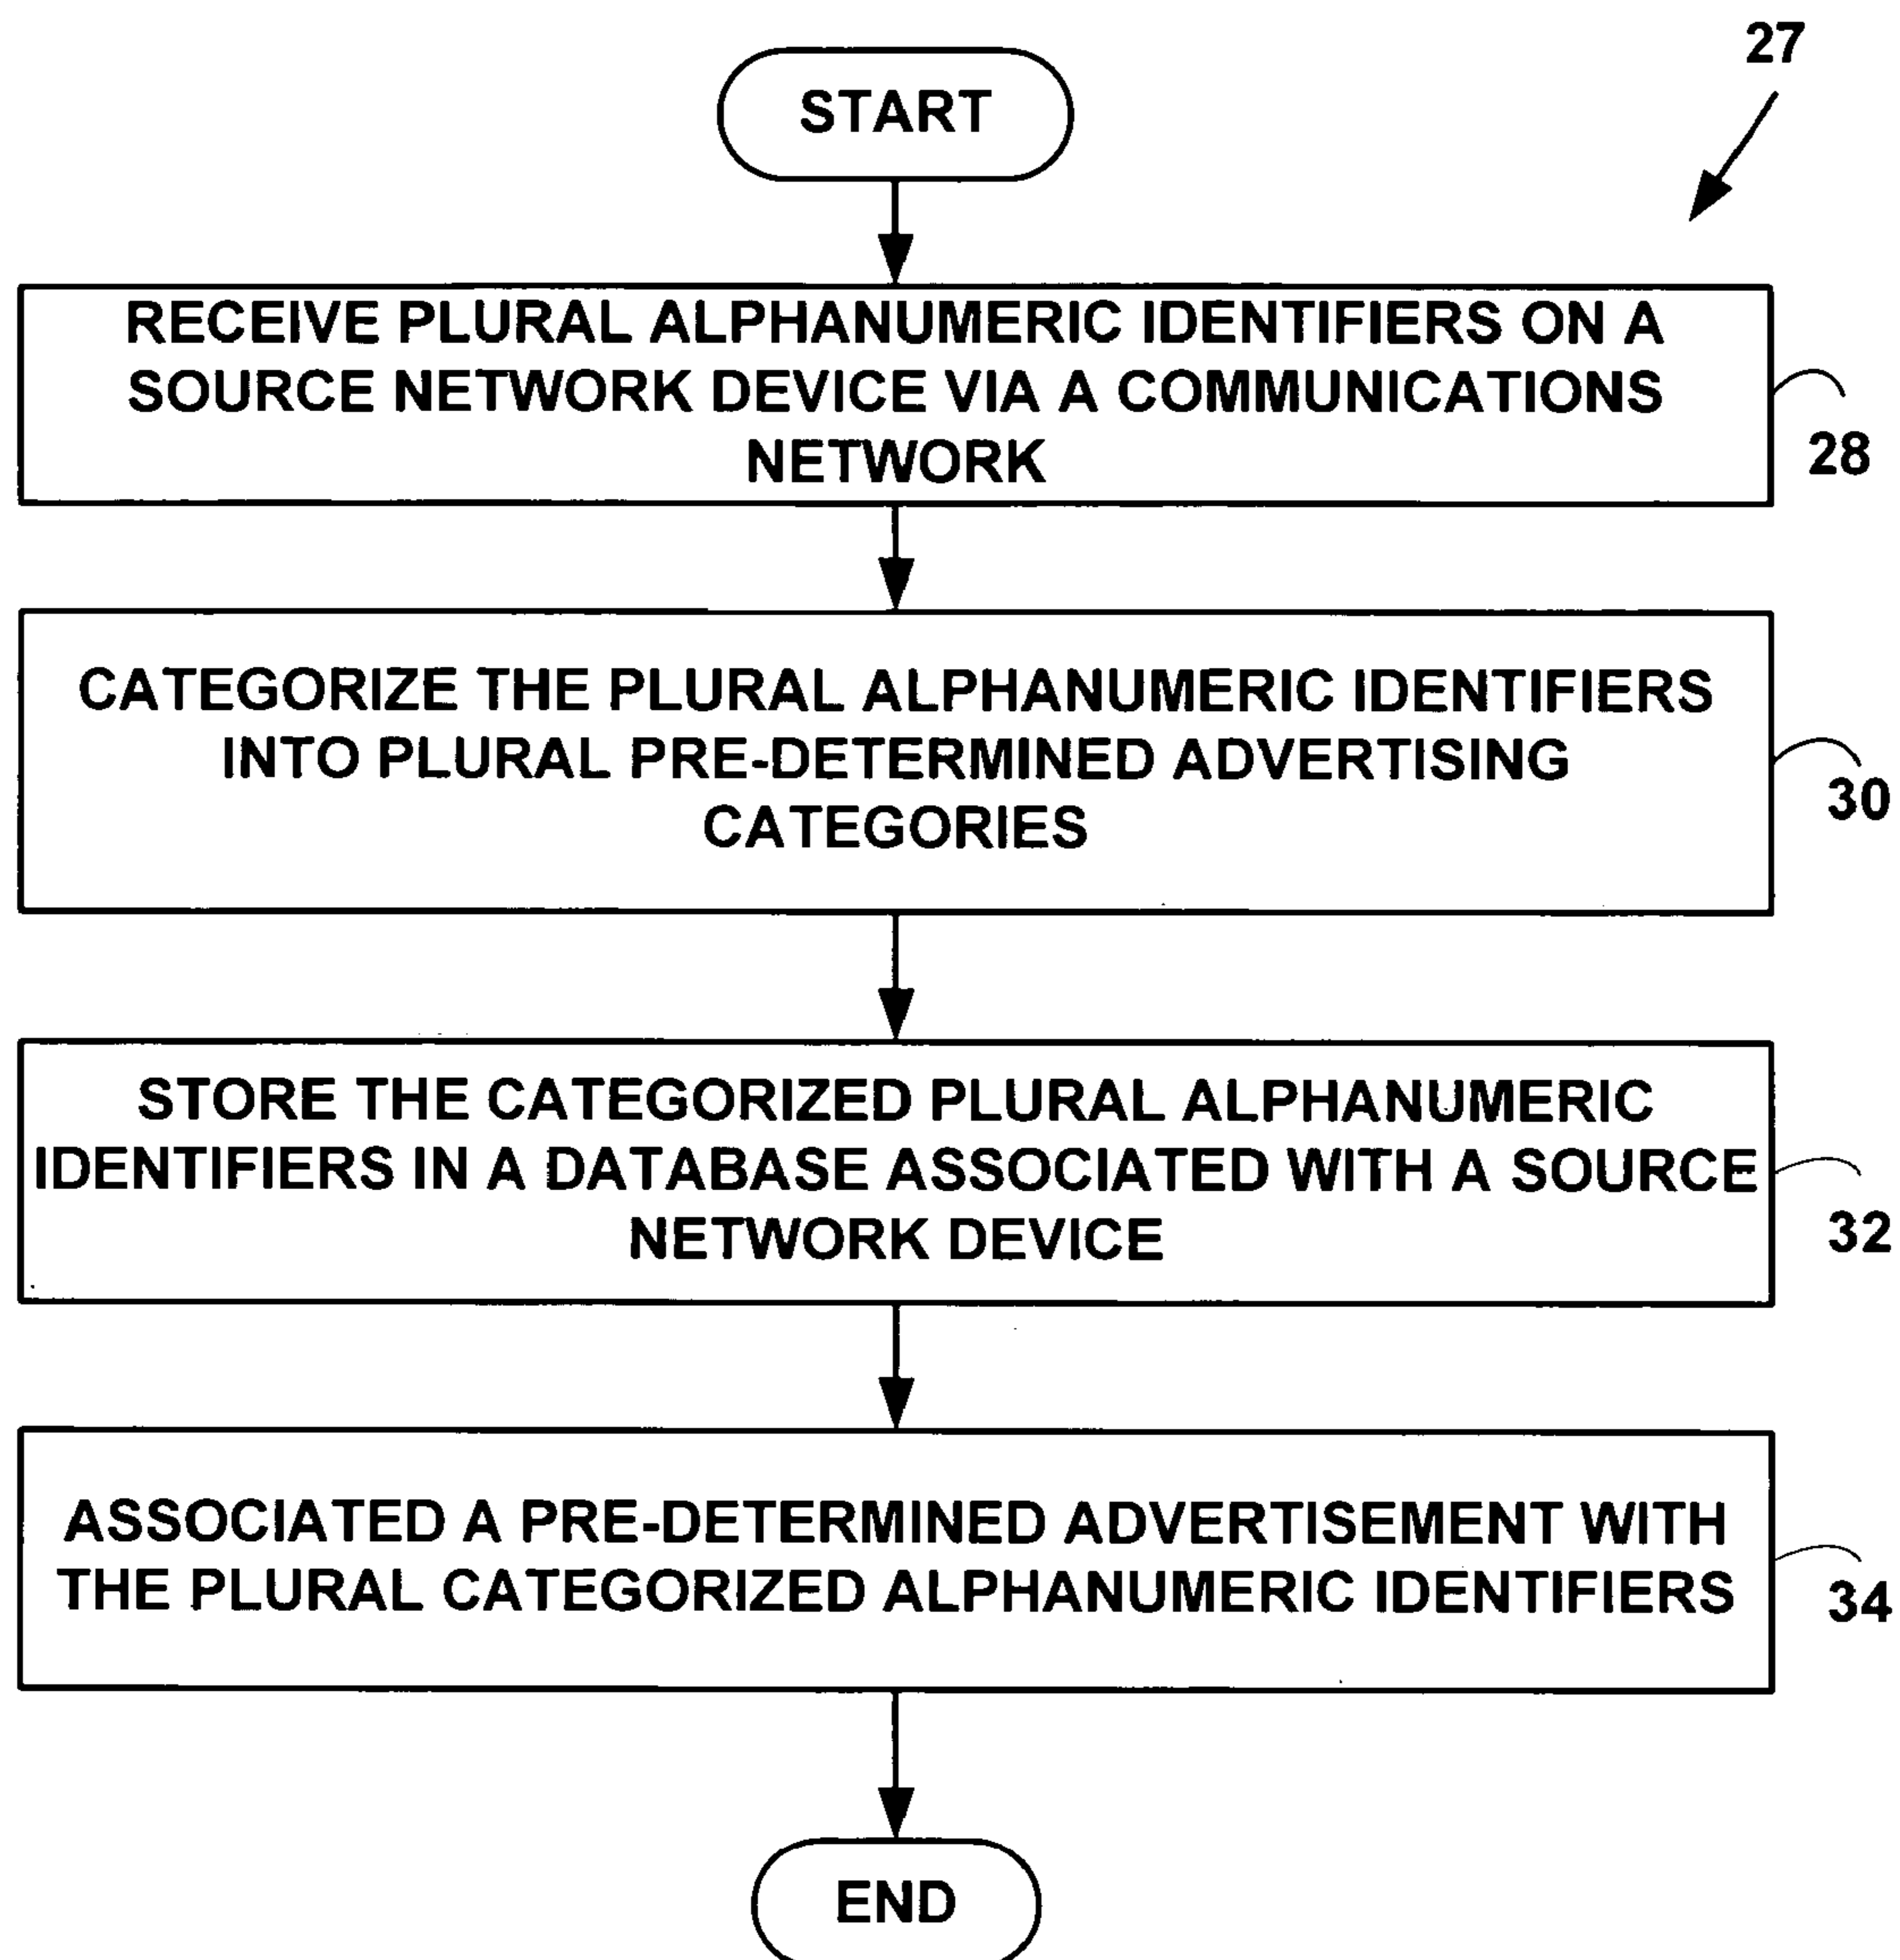 27
START
RECEIVE PLURAL ALPHANUMERIC IDENTIFIERS ON A
SOURCE NETWORK DEVICE VIA A COMMUNICATIONS
NETWORK
28
CATEGORIZE THE PLURAL ALPHANUMERIC IDENTIFIERS
INTO PLURAL PRE-DETERMINED ADVERTISING
CATEGORIES
30
STORE THE CATEGORIZED PLURAL ALPHANUMERIC
IDENTIFIERS IN A DATABASE ASSOCIATED WITH A SOURCE
NETWORK DEVICE
32
ASSOCIATED A PRE-DETERMINED ADVERTISEMENT WITH
THE PLURAL CATEGORIZED ALPHANUMERIC IDENTIFIERS
34
END